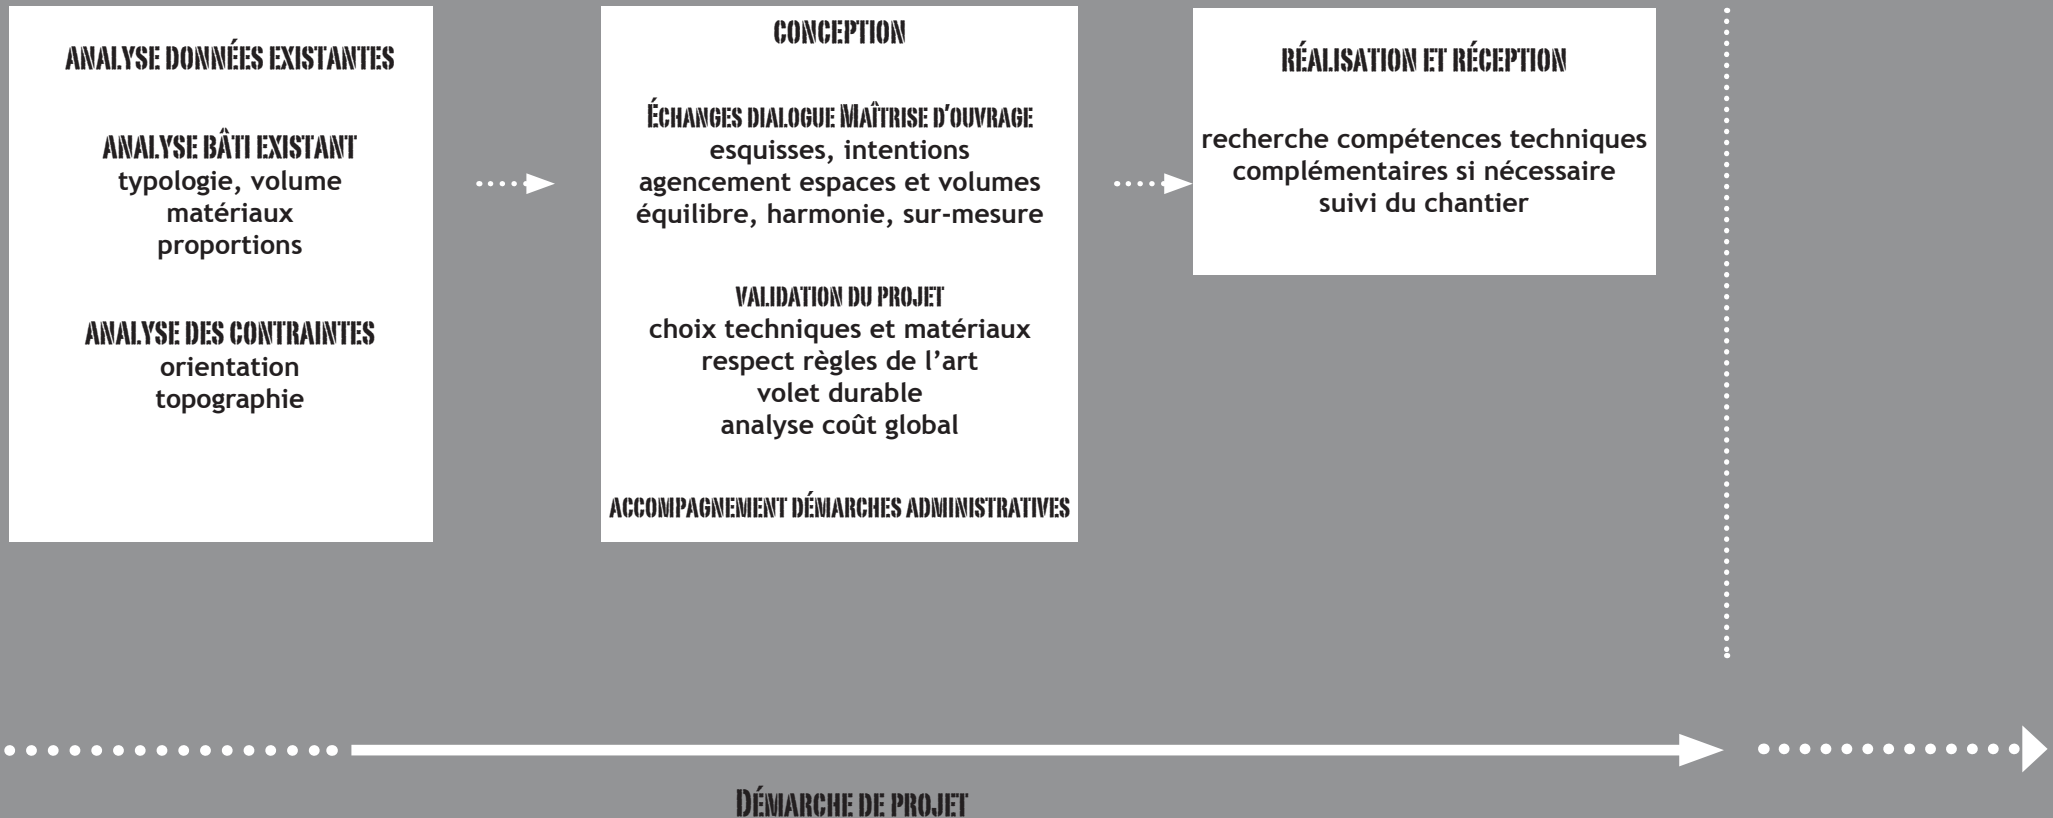 ANALYSE DONNÉES EXISTANTES
ANALYSE BÂTI EXISTANT
typologie, volume
matériaux
proportions
ANALYSE DES CONTRAINTES
orientation
topographie
CONCEPTION
ÉCHANGES DIALOGUE MAÎTRISE D'OUVRAGE
esquisses, intentions
agencement espaces et volumes
équilibre, harmonie, sur-mesure
VALIDATION DU PROJET
choix techniques et matériaux
respect règles de l’art
volet durable
analyse coût global
ACCOMPAGNEMENT DÉMARCHES ADMINISTRATIVES
RÉALISATION ET RÉCEPTION
recherche compétences techniques
complémentaires si nécessaire
suivi du chantier
DÉMARCHE DE PROJET